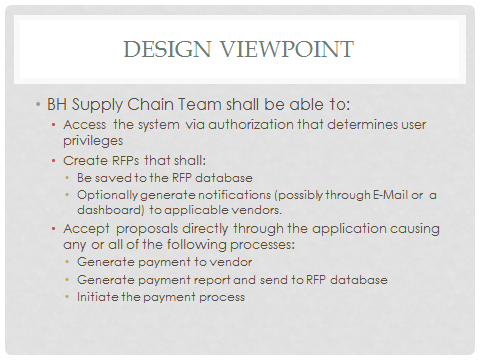 DESIGN VIEWPOINT
• BH Supply Chain Team shall be able to:
• Access the system via authorization that determines user
privileges
• Create RFPs that shall:
• Be saved to the RFP database
• Optionally generate notifications (possibly through E-Mail or a
dashboard) to applicable vendors.
• Accept proposals directly through the application causing
any or all of the following processes:
• Generate payment to vendor
• Generate payment report and send to RFP database
• Initiate the payment process